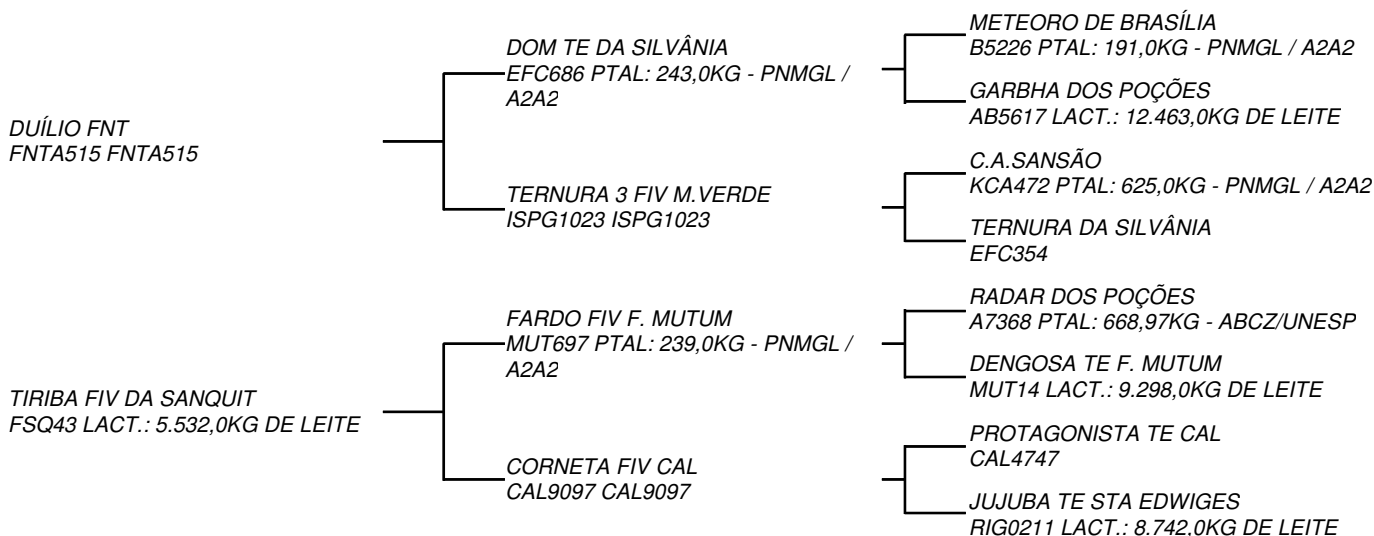 DUÍLIO FNT
FNTA515 FNTA515
TIRIBA FIV DA SANQUIT
FSQ43 LACT.: 5.532,0KG DE LEITE
DOM TE DA SILVÂNIA
EFC686 PTAL: 243,0KG - PNMGL /
A2A2
TERNURA 3 FIV M.VERDE
ISPG1023 ISPG1023
FARDO FIV F. MUTUM
MUT697 PTAL: 239,0KG - PNMGL /
A2A2
CORNETA FIV CAL
CAL9097 CAL9097
METEORO DE BRASÍLIA
B5226 PTAL: 191,0KG - PNMGL / A2A2
GARBHA DOS POÇÕES
AB5617 LACT.: 12.463,0KG DE LEITE
C.A.SANSÃO
KCA472 PTAL: 625,0KG - PNMGL / A2A2
TERNURA DA SILVÂNIA
EFC354
RADAR DOS POÇÕES
A7368 PTAL: 668,97KG - ABCZ/UNESP
DENGOSA TE F. MUTUM
MUT14 LACT.: 9.298,0KG DE LEITE
PROTAGONISTA TE CAL
CAL4747
JUJUBA TE STA EDWIGES
RIG0211 LACT.: 8.742,0KG DE LEITE